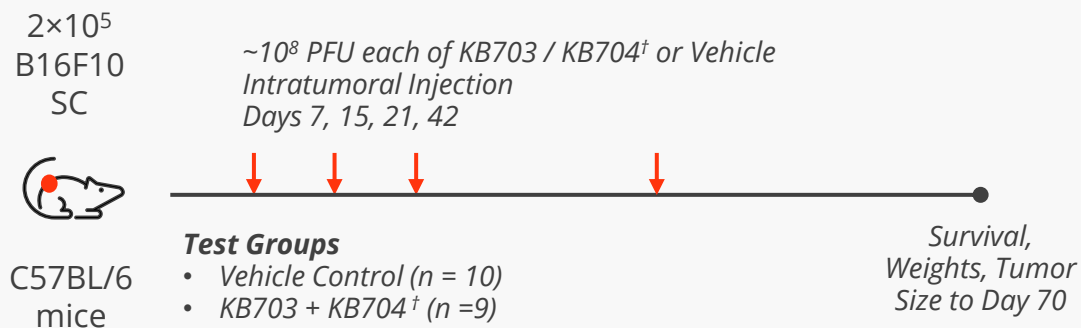 2×10⁵
B16F10
SC
~10⁸ PFU each of KB703 / KB704† or Vehicle
Intratumoral Injection
Days 7, 15, 21, 42
C57BL/6
mice
Test Groups
• Vehicle Control (n = 10)
• KB703 + KB704 † (n =9)
Survival,
Weights, Tumor
Size to Day 70